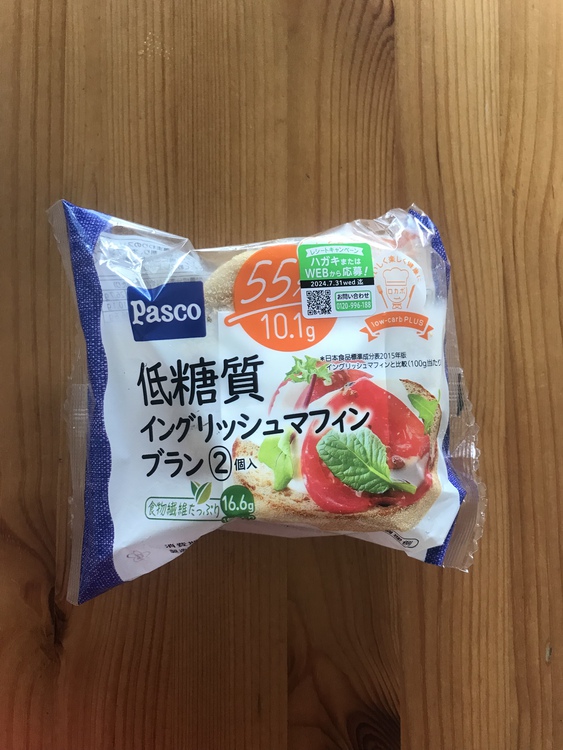 Pasco
55%
10.1g
レシートキャンペーン
ハガキまたは
WEBから応募!
2024.7.31wed 迄
お問い合わせ
0120-996-188
ロカボ
low-carb PLUS
*日本食品標準成分表2015年版
イングリッシュマフィンと比較(100g当たり)
低糖質
イングリッシュマフィン
ブラン②個入
食物繊維たっぷり
16.6g